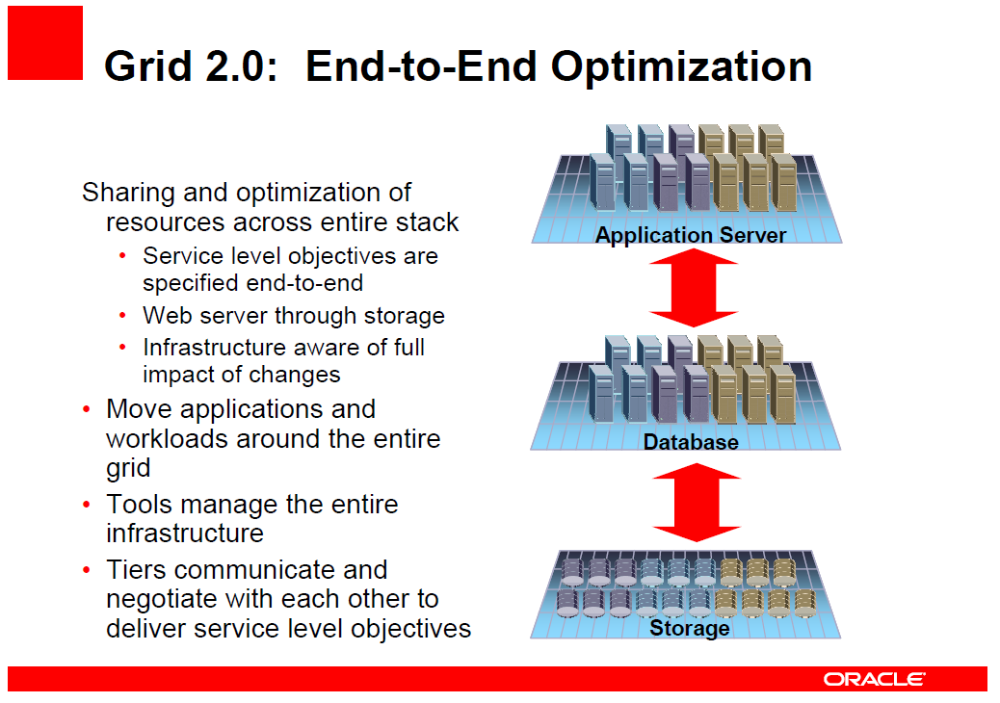 Grid 2.0: End-to-End Optimization
Sharing and optimization of
resources across entire stack
• Service level objectives are
specified end-to-end
• Web server through storage
• Infrastructure aware of full
impact of changes
• Move applications and
workloads around the entire
grid
• Tools manage the entire
infrastructure
• Tiers communicate and
negotiate with each other to
deliver service level objectives
Application Server
Database
Storage
ORACLE